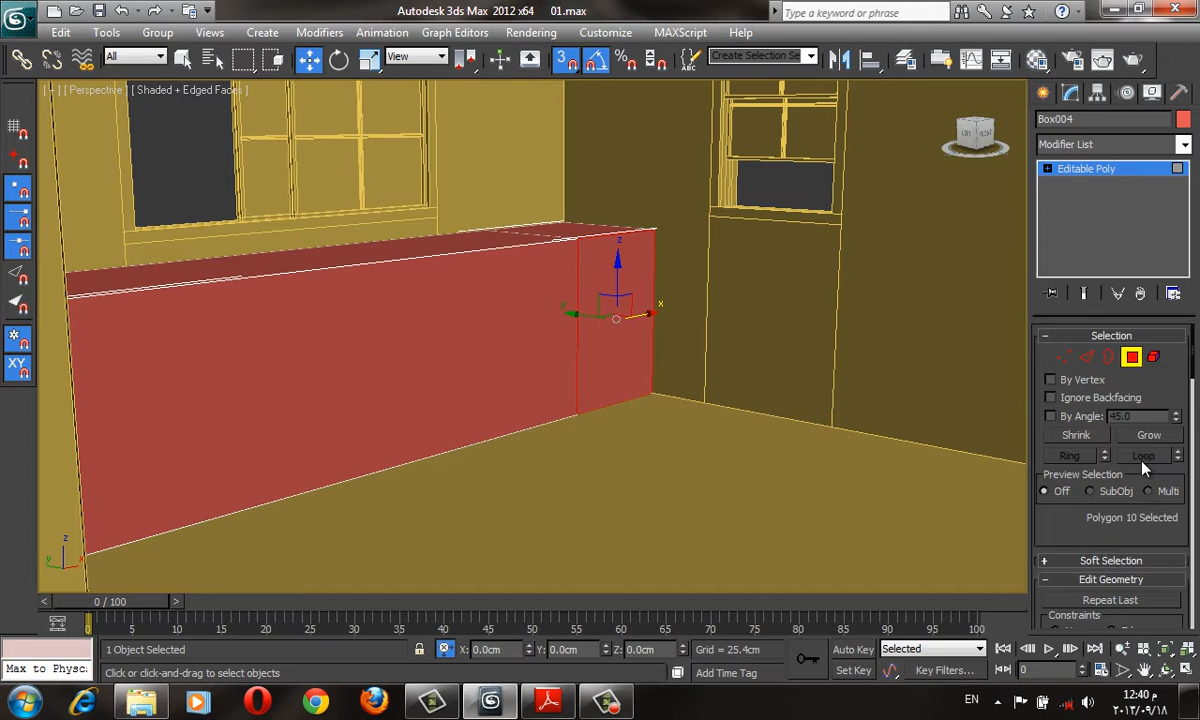 Autodesk 3ds Max 2012 x64    01.max
Type a keyword or phrase
Edit Tools Group Views Create Modifiers Animation Graph Editors Rendering Customize MAXScript Help
All View 3 Create Selection Se
[ + ] [ Perspective ] [ Shaded + Edged Faces ]
Box004
Modifier List
Editable Poly
z
x
y
Selection
By Vertex
Ignore Backfacing
By Angle: 45.0
Shrink Grow
Ring Loop
Preview Selection
Off SubObj Multi
Polygon 10 Selected
Soft Selection
Edit Geometry
Repeat Last
Constraints
XY
z
y x
< 0 / 100 >
0 5 10 15 20 25 30 35 40 45 50 55 60 65 70 75 80 85 90 95 100
1 Object Selected X: 0.0cm Y: 0.0cm Z: 0.0cm Grid = 25.4cm Auto Key Selected
Max to Physc Click or click-and-drag to select objects Add Time Tag Set Key Key Filters... 0
EN
12:40 م
٢٠١٣/٠٩/١٨